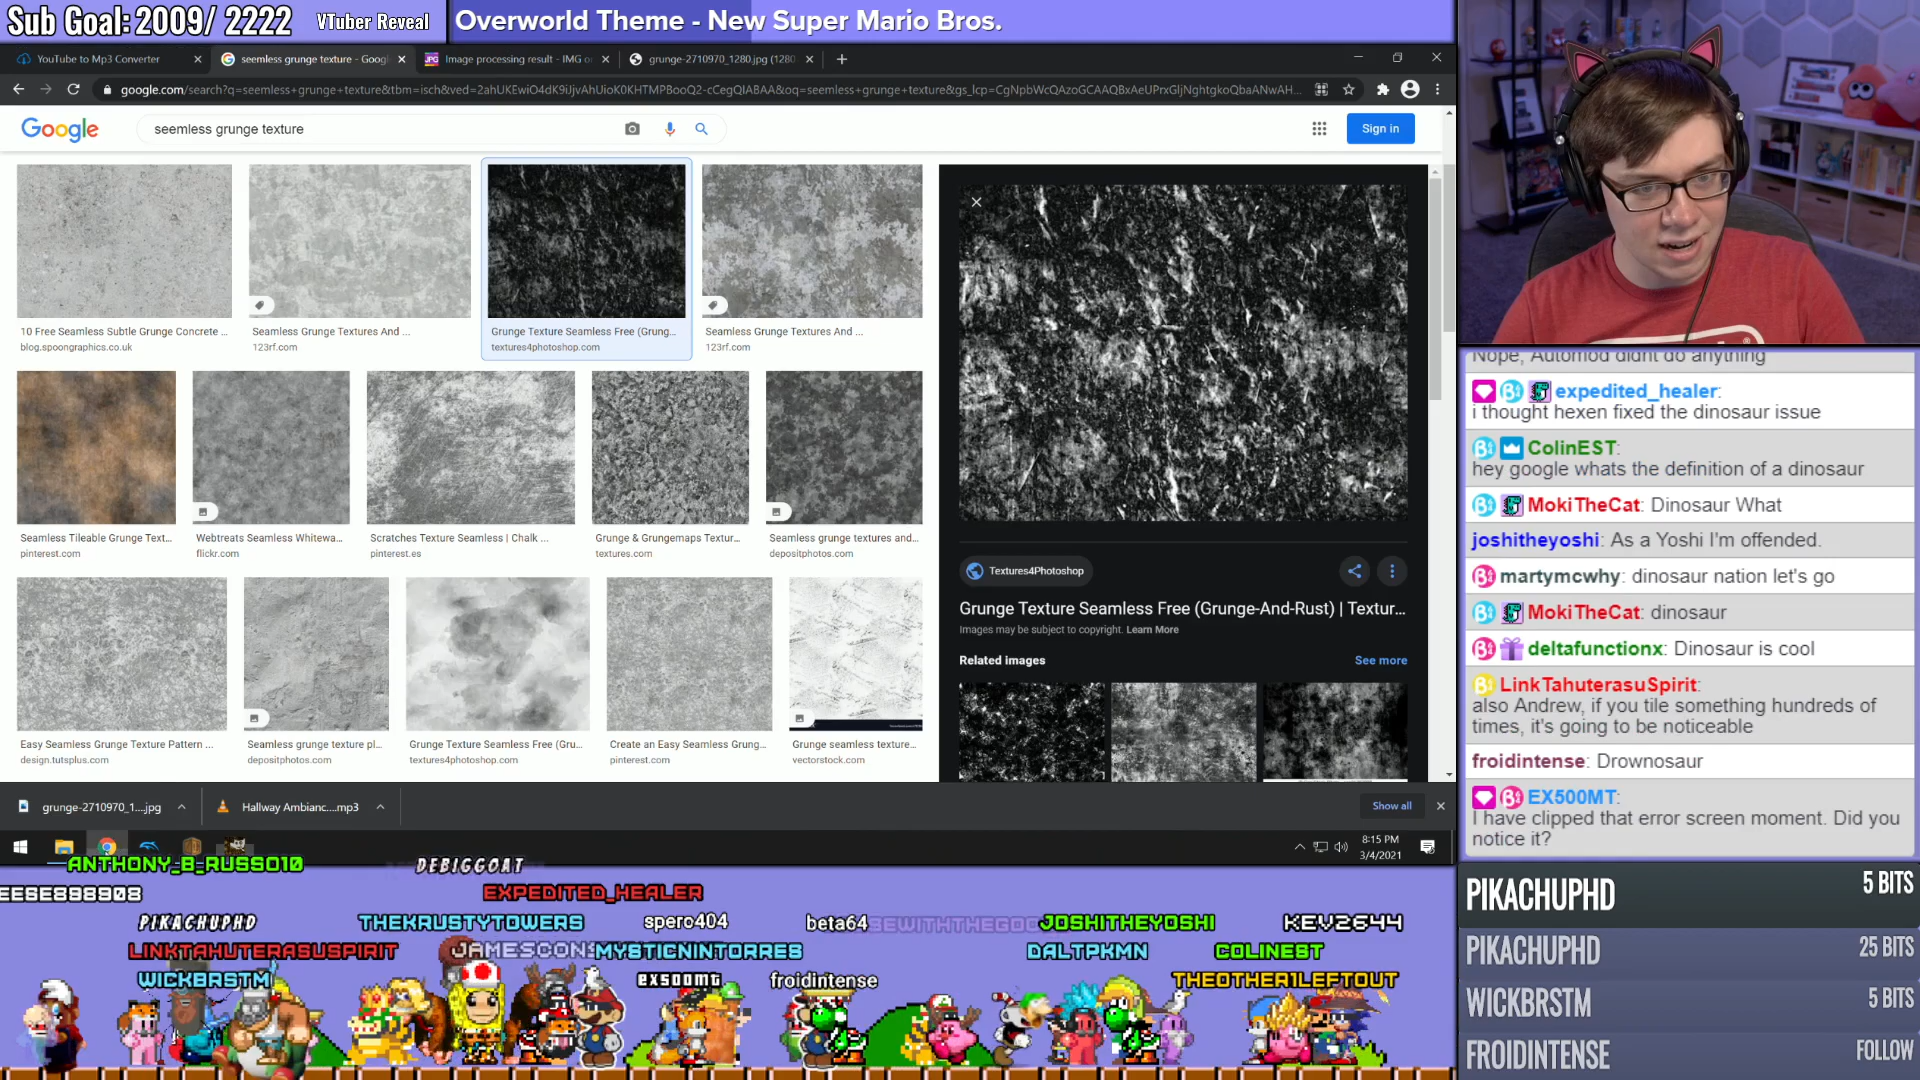 Sub Goal: 2009/ 2222
VTuber Reveal
Overworld Theme - New Super Mario Bros.
YouTube to Mp3 Converter
seemless grunge texture - Googl
JPG
Image processing result - IMG o
grunge-2710970_1280.jpg (1280
google.com/search?q=seemless+grunge+texture&tbm=isch&ved=
Google
seemless grunge texture
Sign in
10 Free Seamless Subtle Grunge Concrete ...
blog.spoongraphics.co.uk
Seamless Grunge Textures And ...
123rf.com
Grunge Texture Seamless Free (Grung...
textures4photoshop.com
Seamless Grunge Textures And ...
123rf.com
Seamless Tileable Grunge Text...
pinterest.com
Webtreats Seamless Whitewa...
flickr.com
Scratches Texture Seamless | Chalk ...
pinterest.es
Grunge & Grungemaps Textur...
textures.com
Seamless grunge textures and...
depositphotos.com
Easy Seamless Grunge Texture Pattern ...
design.tutsplus.com
Seamless grunge texture pl...
depositphotos.com
Grunge Texture Seamless Free (Gru...
textures4photoshop.com
Create an Easy Seamless Grung...
pinterest.com
Grunge seamless texture...
vectorstock.com
Textures4Photoshop
Grunge Texture Seamless Free (Grunge-And-Rust) | Textur...
Images may be subject to copyright. Learn More
Related images
See more
grunge-2710970_1....jpg
Hallway Ambianc....mp3
Show all
8:15 PM
3/4/2021
Nope, Automod didnt do anything
expedited_healer:
i thought hexen fixed the dinosaur issue
ColinEST:
hey google whats the definition of a dinosaur
MokiTheCat: Dinosaur What
joshitheyoshi: As a Yoshi I'm offended.
martymcwhy: dinosaur nation let's go
MokiTheCat: dinosaur
deltafunctionx: Dinosaur is cool
LinkTahuterasuSpirit:
also Andrew, if you tile something hundreds of
times, it's going to be noticeable
froidintense: Drownosaur
EX500MT:
I have clipped that error screen moment. Did you
notice it?
PIKACHUPHD 5 BITS
PIKACHUPHD 25 BITS
WICKBRSTM 5 BITS
FROIDINTENSE FOLLOW
ANTHONY_B_RUSSO10
DEBIGGOAT
EESE898908
EXPEDITED_HEALER
PIKACHUPHD
THEKRUSTYTOWERS
spero404
beta64
BEWITHTHEGOO
JOSHITHEYOSHI
KEV2644
LINKTAHUTERASUSPIRIT
JAMESCONS
MYSTICNINTORRES
DALTPKMN
COLINEST
WICKBRSTM
ex500mt
froidintense
THEOTHER1LEFTOUT